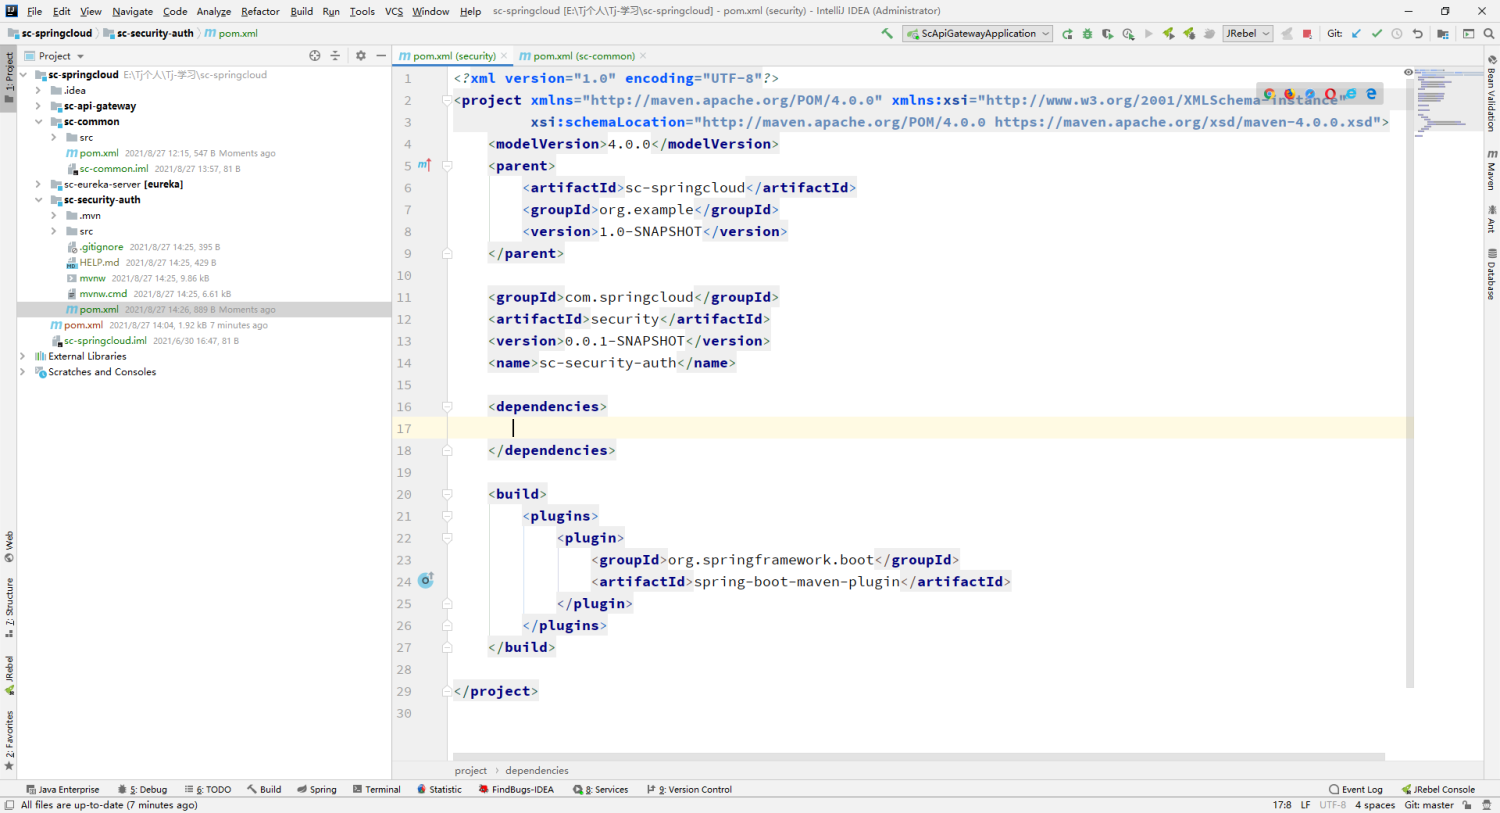 File Edit View Navigate Code Analyze Refactor Build Run Tools VCS Window Help sc-springcloud [E:\Tj个人\Tj-学习\sc-springcloud] - pom.xml (security) - IntelliJ IDEA (Administrator)
sc-springcloud sc-security-auth pom.xml ScApiGatewayApplication JRebel Git:
Project
pom.xml (security) pom.xml (sc-common)
sc-springcloud E:\Tj个人\Tj-学习\sc-springcloud
.idea
sc-api-gateway
sc-common
src
pom.xml 2021/8/27 12:15, 547 B Moments ago
sc-common.iml 2021/8/27 13:57, 81 B
sc-eureka-server [eureka]
sc-security-auth
.mvn
src
.gitignore 2021/8/27 14:25, 395 B
HELP.md 2021/8/27 14:25, 429 B
mvnw 2021/8/27 14:25, 9.86 kB
mvnw.cmd 2021/8/27 14:25, 6.61 kB
pom.xml 2021/8/27 14:26, 889 B Moments ago
pom.xml 2021/8/27 14:04, 1.92 kB 7 minutes ago
sc-springcloud.iml 2021/6/30 16:47, 81 B
External Libraries
Scratches and Consoles
1 <?xml version="1.0" encoding="UTF-8"?>
2 <project xmlns="http://maven.apache.org/POM/4.0.0" xmlns:xsi="http://www.w3.org/2001/XMLSchema-instance"
3 xsi:schemaLocation="http://maven.apache.org/POM/4.0.0 https://maven.apache.org/xsd/maven-4.0.0.xsd">
4 <modelVersion>4.0.0</modelVersion>
5 <parent>
6 <artifactId>sc-springcloud</artifactId>
7 <groupId>org.example</groupId>
8 <version>1.0-SNAPSHOT</version>
9 </parent>
10
11 <groupId>com.springcloud</groupId>
12 <artifactId>security</artifactId>
13 <version>0.0.1-SNAPSHOT</version>
14 <name>sc-security-auth</name>
15
16 <dependencies>
17
18 </dependencies>
19
20 <build>
21 <plugins>
22 <plugin>
23 <groupId>org.springframework.boot</groupId>
24 <artifactId>spring-boot-maven-plugin</artifactId>
25 </plugin>
26 </plugins>
27 </build>
28
29 </project>
30
project › dependencies
1: Project
Web
7: Structure
JRebel
2: Favorites
Bean Validation
Maven
Ant
Database
Java Enterprise 5: Debug 6: TODO Build Spring Terminal Statistic FindBugs-IDEA 8: Services 9: Version Control Event Log JRebel Console
All files are up-to-date (7 minutes ago) 17:8 LF UTF-8 4 spaces Git: master